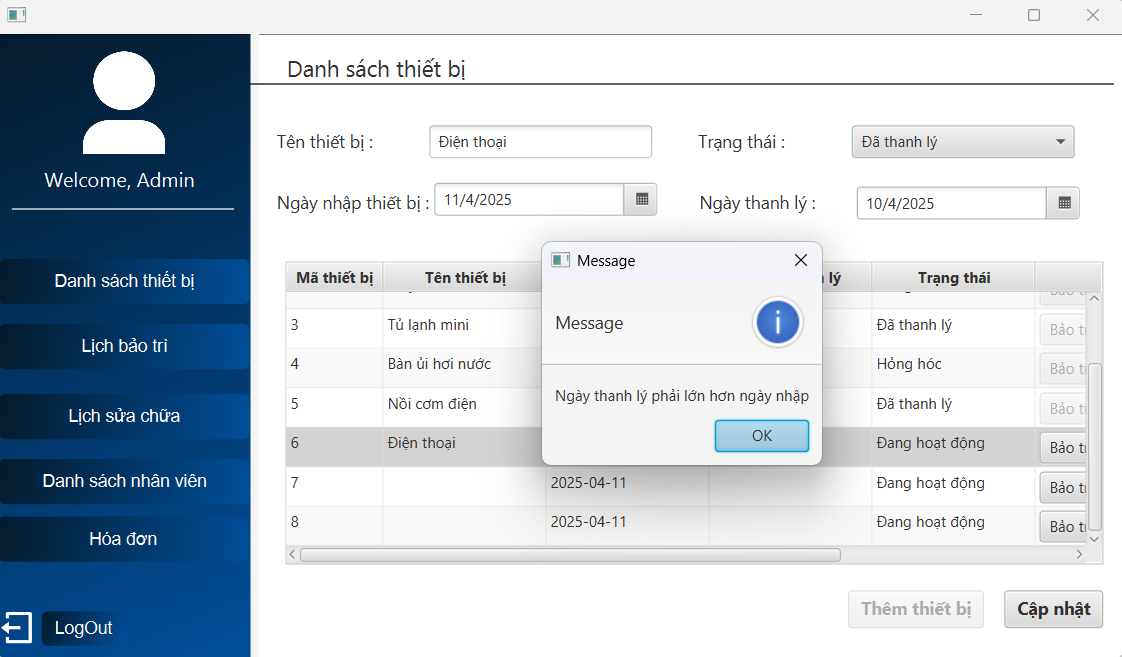 Welcome, Admin
Danh sách thiết bị
Lịch bảo trì
Lịch sửa chữa
Danh sách nhân viên
Hóa đơn
LogOut
Danh sách thiết bị
Tên thiết bị : Điện thoại Trạng thái : Đã thanh lý
Ngày nhập thiết bị : 11/4/2025 Ngày thanh lý : 10/4/2025
Mã thiết bị Tên thiết bị lý Trạng thái
3 Tủ lạnh mini Đã thanh lý Bảo
4 Bàn ủi hơi nước Hỏng hóc Bảo
5 Nồi cơm điện Đã thanh lý Bảo
6 Điện thoại Đang hoạt động Bảo
7 2025-04-11 Đang hoạt động Bảo
8 2025-04-11 Đang hoạt động Bảo
Message
Message
Ngày thanh lý phải lớn hơn ngày nhập
OK
Thêm thiết bị Cập nhật